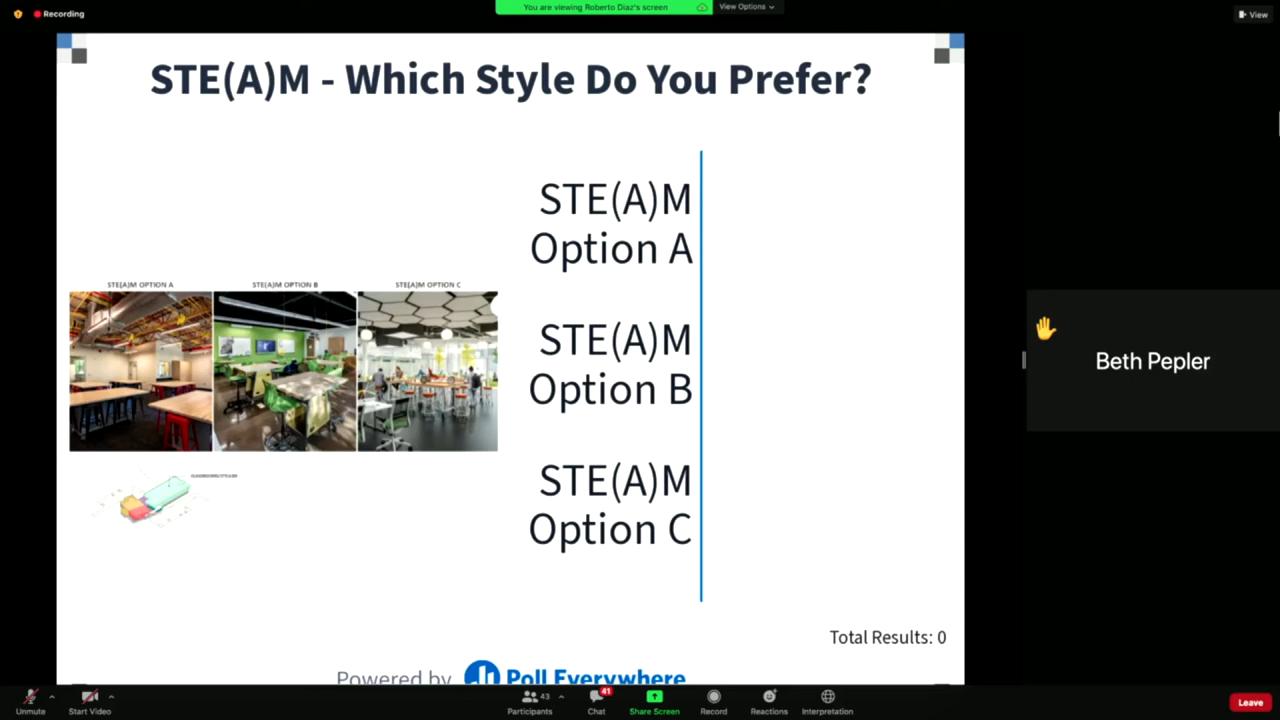 Recording
You are viewing Roberto Diaz's screen
View Options
View
STE(A)M - Which Style Do You Prefer?
STE(A)M
Option A
STE(A)M OPTION A
STE(A)M OPTION B
STE(A)M OPTION C
STE(A)M
Option B
Beth Pepler
STE(A)M
Option C
Total Results: 0
Powered by Poll Everywhere
Unmute
Start Video
43
Participants
41
Chat
Share Screen
Record
Reactions
Interpretation
Leave